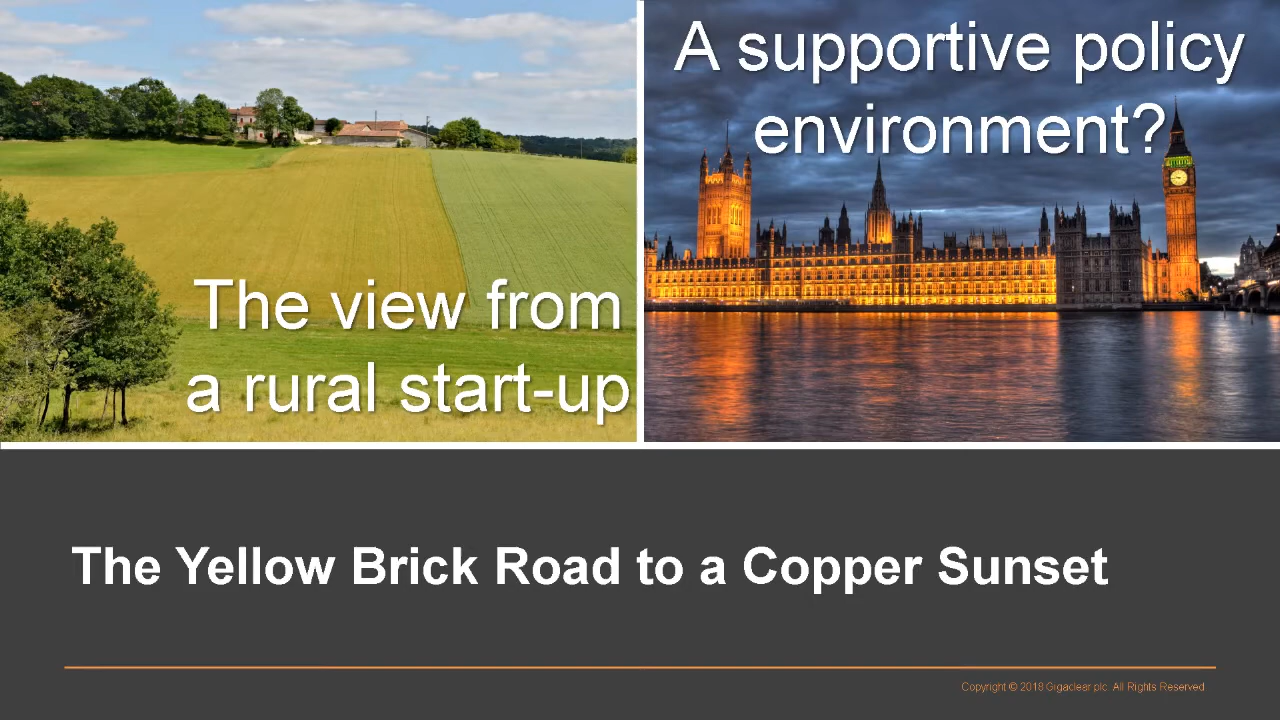 The view from
a rural start-up
A supportive policy
environment?
The Yellow Brick Road to a Copper Sunset
Copyright © 2018 Gigaclear plc. All Rights Reserved